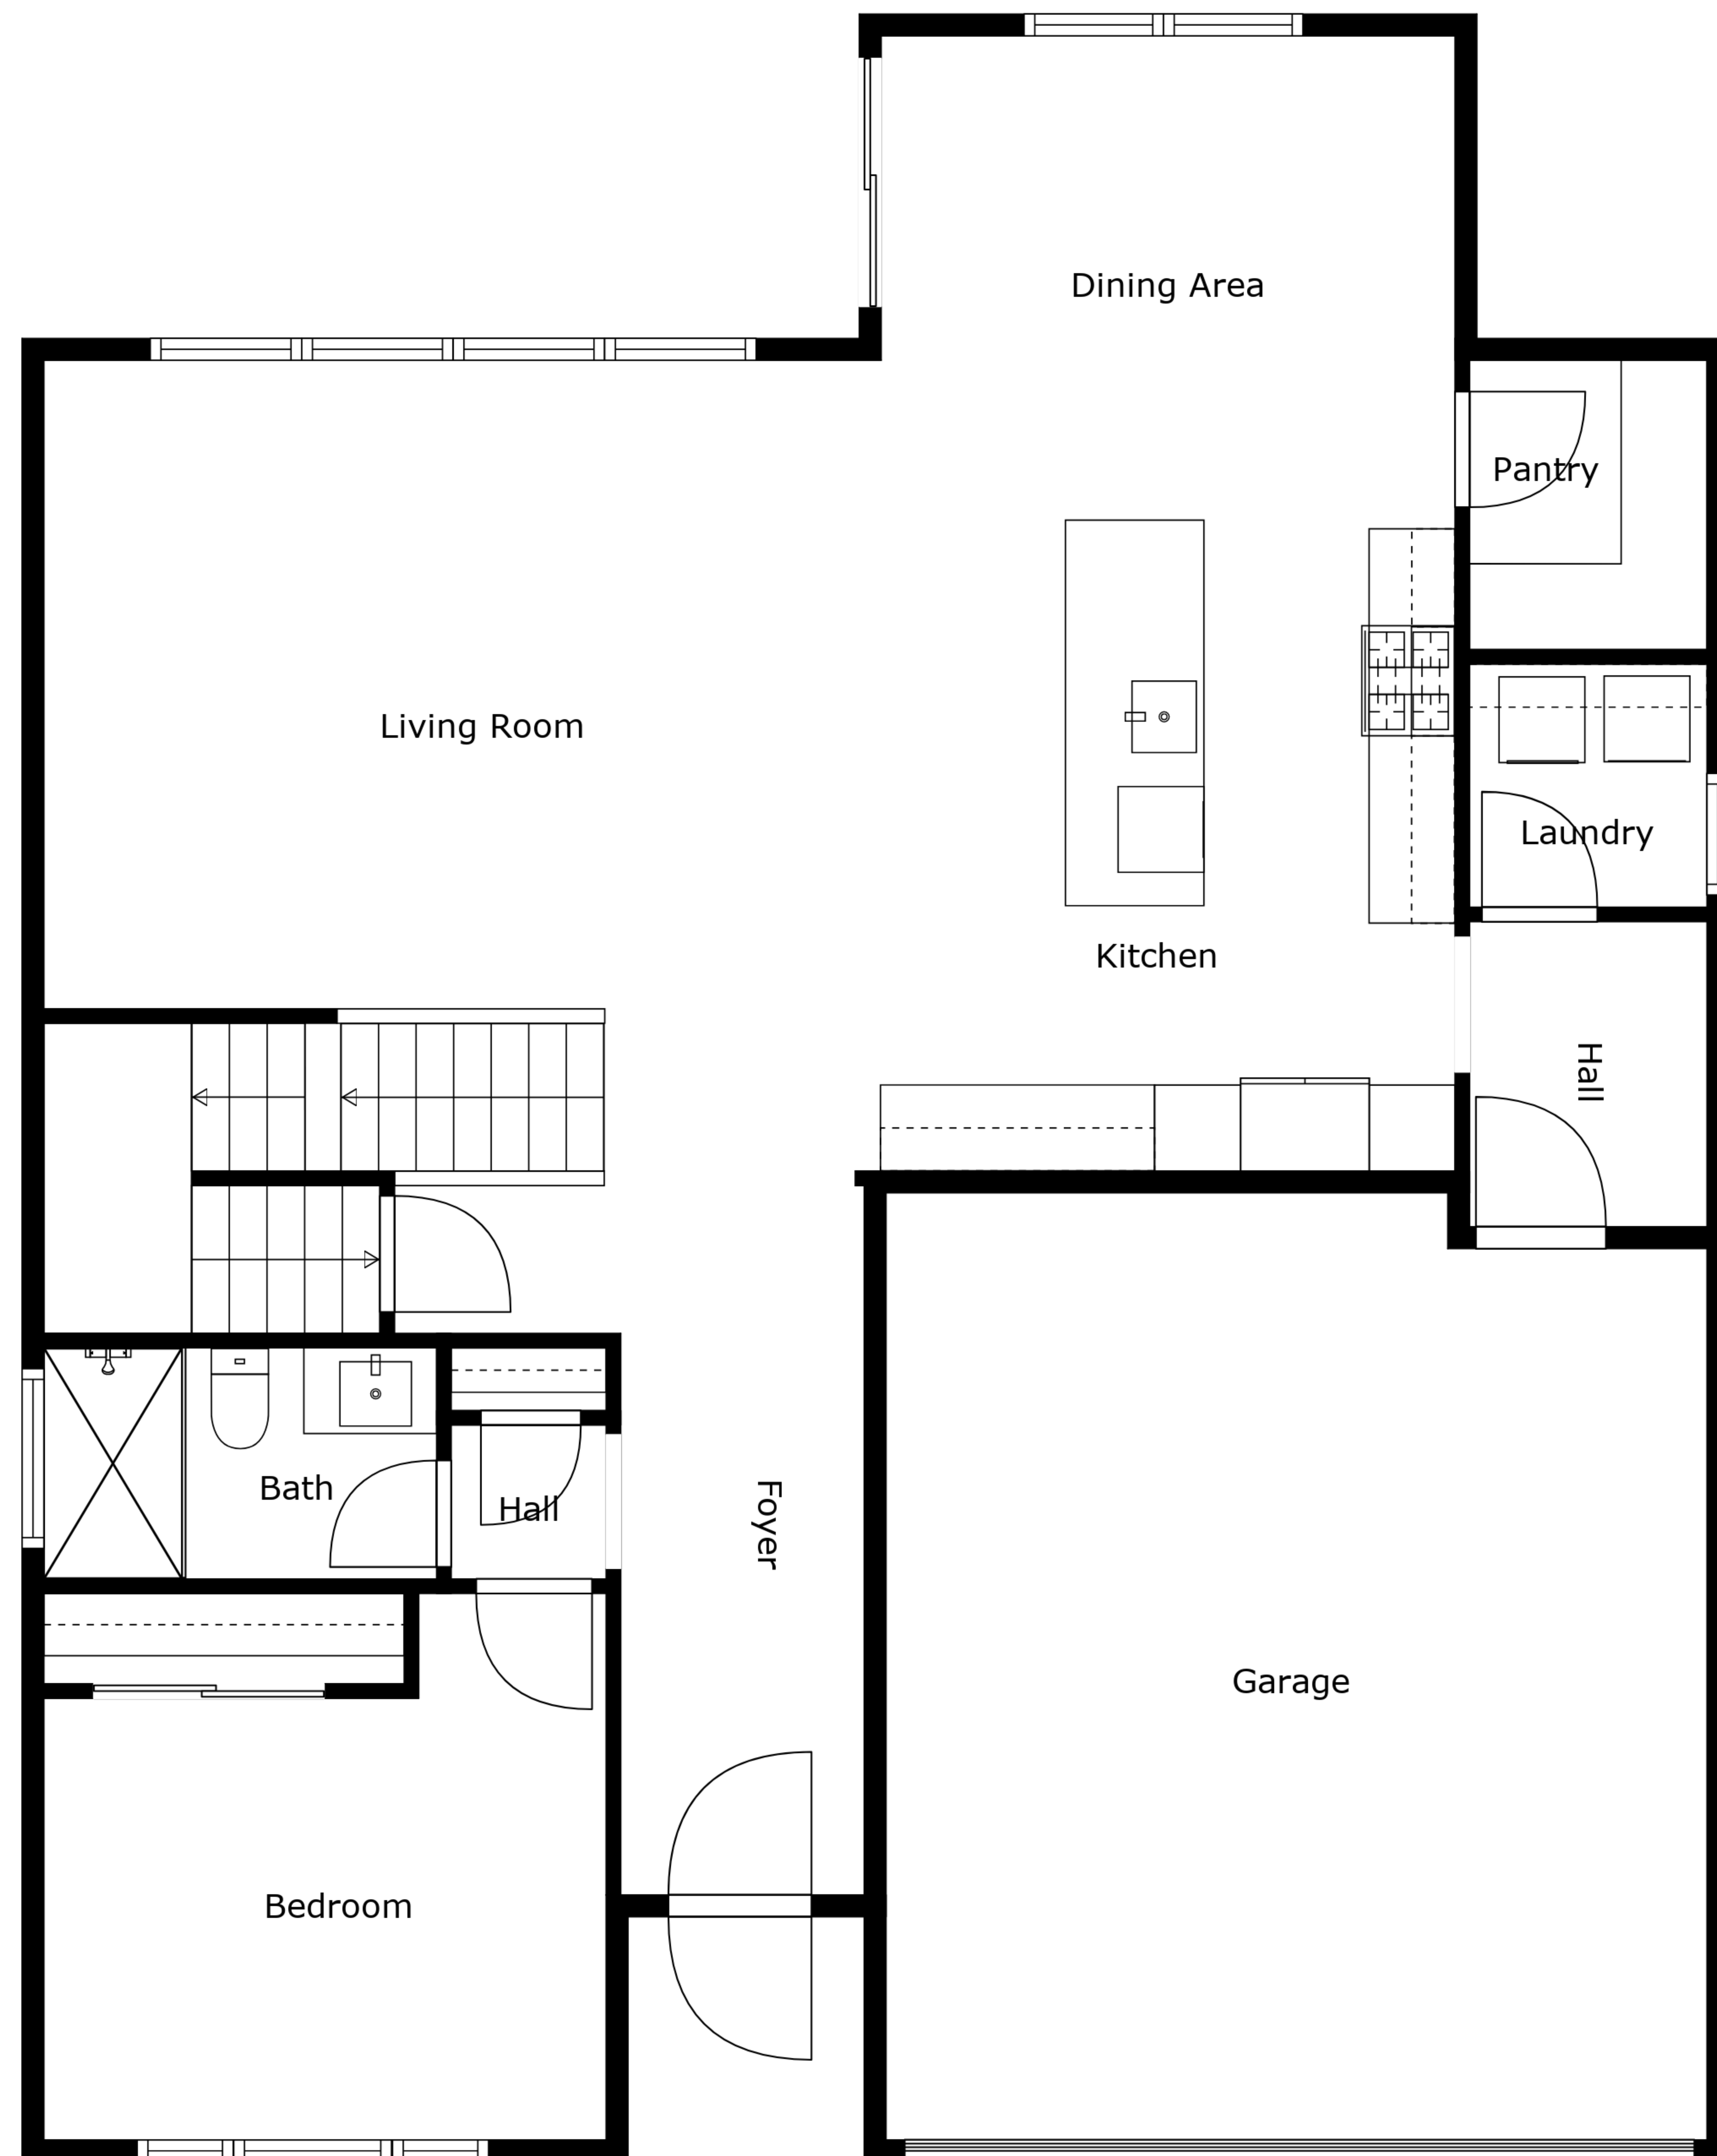 Dining Area
Pantry
Living Room
Laundry
Kitchen
Hall
Bath
Hall
Foyer
Garage
Bedroom